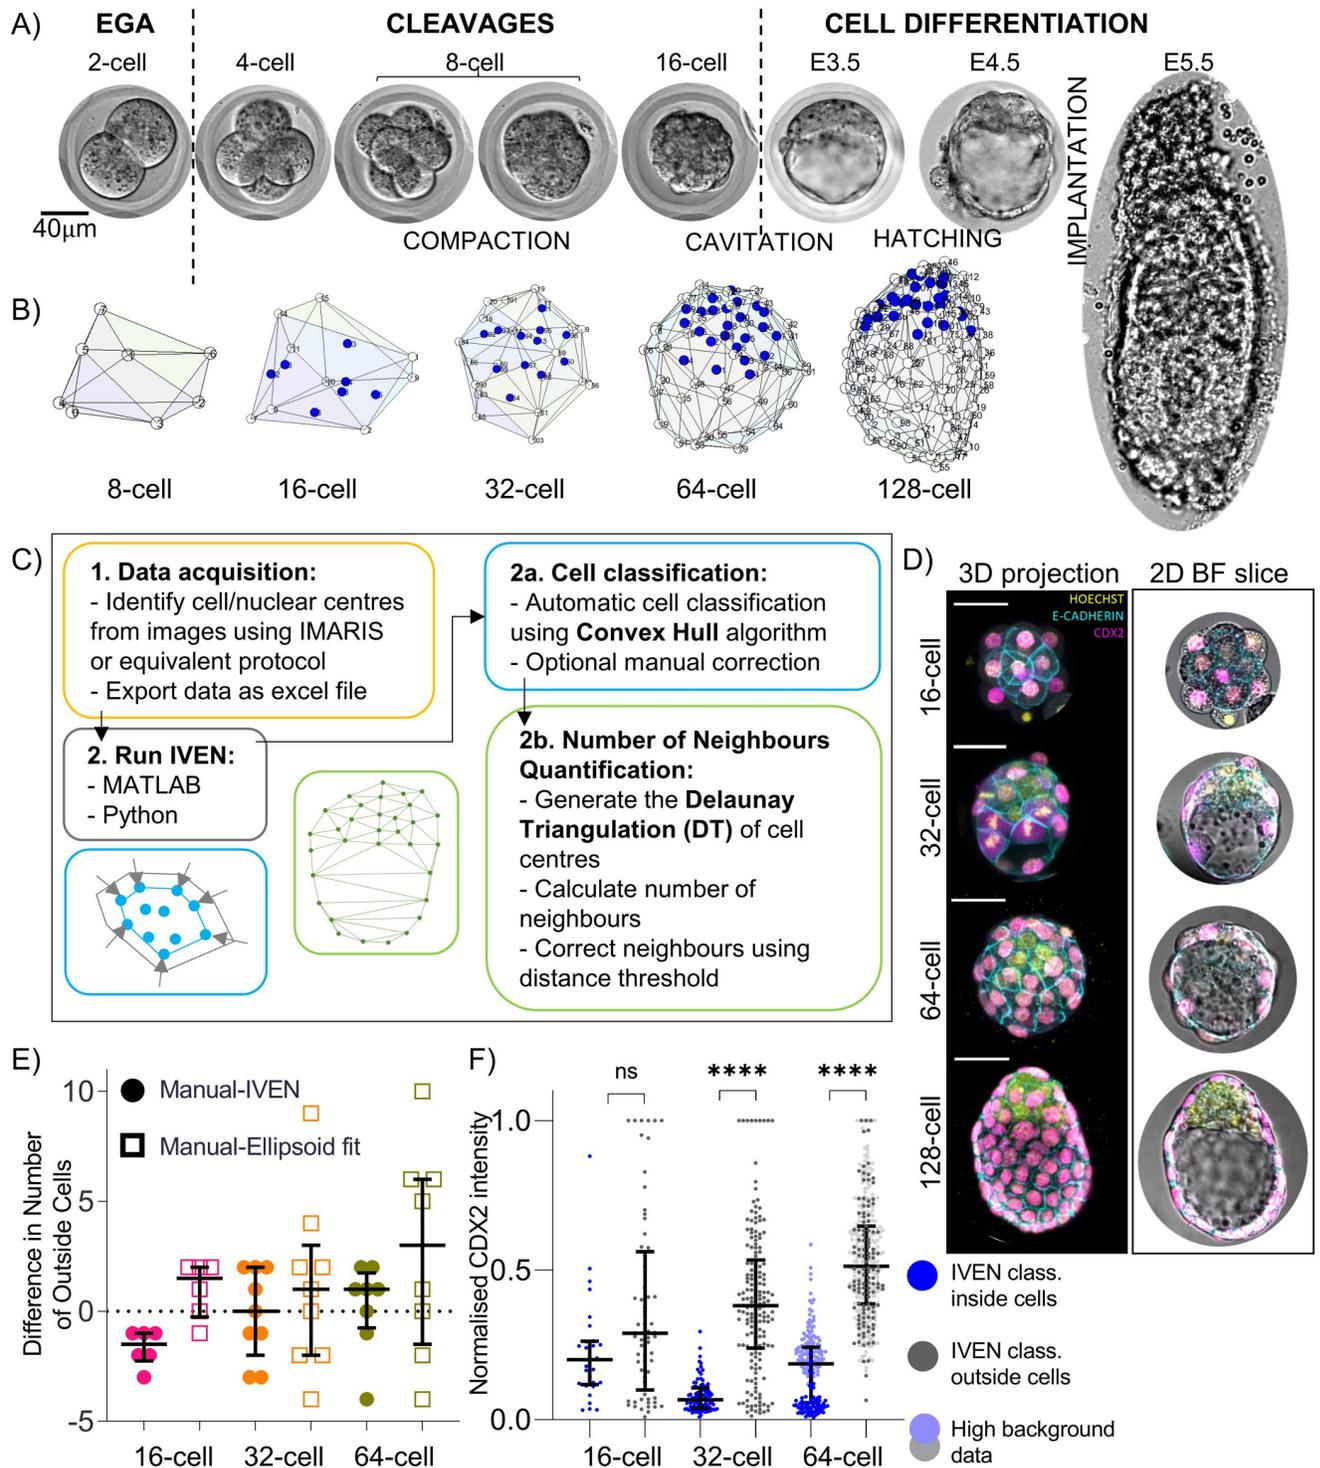 A)
EGA
CLEAVAGES
CELL DIFFERENTIATION
2-cell
4-cell
8-cell
16-cell
E3.5
E4.5
E5.5
40μm
COMPACTION
CAVITATION
HATCHING
IMPLANTATION
B)
8-cell
16-cell
32-cell
64-cell
128-cell
C)
1. Data acquisition:
- Identify cell/nuclear centres
from images using IMARIS
or equivalent protocol
- Export data as excel file
2. Run IVEN:
- MATLAB
- Python
2a. Cell classification:
- Automatic cell classification
using Convex Hull algorithm
- Optional manual correction
2b. Number of Neighbours
Quantification:
- Generate the Delaunay
Triangulation (DT) of cell
centres
- Calculate number of
neighbours
- Correct neighbours using
distance threshold
D)
3D projection
2D BF slice
HOECHST
E-CADHERIN
CDX2
16-cell
32-cell
64-cell
128-cell
E)
Difference in Number
of Outside Cells
10
5
0
-5
Manual-IVEN
Manual-Ellipsoid fit
16-cell
32-cell
64-cell
F)
Normalised CDX2 intensity
1.0
0.5
0.0
ns
****
****
16-cell
32-cell
64-cell
IVEN class.
inside cells
IVEN class.
outside cells
High background
data